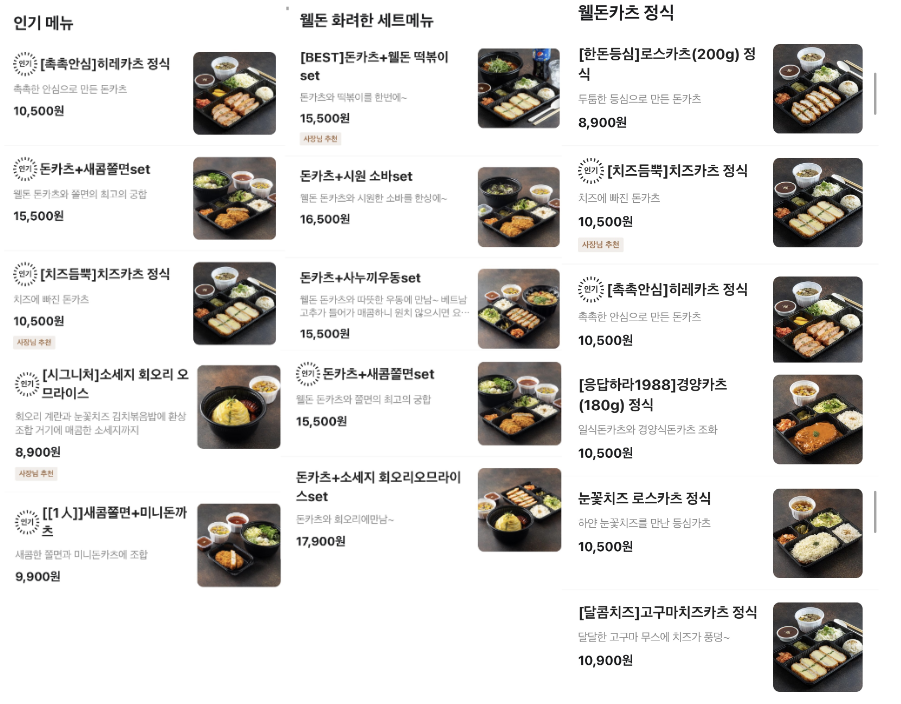 인기 메뉴
인기 [촉촉안심]히레카츠 정식
촉촉한 안심으로 만든 돈카츠
10,500원
인기 돈카츠+새콤쫄면set
웰돈 돈카츠와 쫄면의 최고의 궁합
15,500원
인기 [치즈듬뿍]치즈카츠 정식
치즈에 빠진 돈카츠
10,500원
사장님 추천
인기 [시그니처]소세지 회오리 오
므라이스
회오리 계란과 눈꽃치즈 김치볶음밥에 환상
조합 거기에 매콤한 소세지까지
8,900원
사장님 추천
인기 [[1人]]새콤쫄면+미니돈까
츠
새콤한 쫄면과 미니돈카츠에 조합
9,900원
웰돈 화려한 세트메뉴
[BEST]돈카츠+웰돈 떡볶이
set
돈카츠와 떡볶이를 한번에~
15,500원
사장님 추천
돈카츠+시원 소바set
웰돈 돈카츠와 시원한 소바를 한상에~
16,500원
돈카츠+사누끼우동set
웰돈 돈카츠와 따뜻한 우동에 만남~ 베트남
고추가 들어가 매콤하니 원치 않으시면 요...
15,500원
인기 돈카츠+새콤쫄면set
웰돈 돈카츠와 쫄면의 최고의 궁합
15,500원
돈카츠+소세지 회오리오므라이
스set
돈카츠와 회오리에만남~
17,900원
웰돈카츠 정식
[한돈등심]로스카츠(200g) 정
식
두툼한 등심으로 만든 돈카츠
8,900원
인기 [치즈듬뿍]치즈카츠 정식
치즈에 빠진 돈카츠
10,500원
사장님 추천
인기 [촉촉안심]히레카츠 정식
촉촉한 안심으로 만든 돈카츠
10,500원
[응답하라1988]경양카츠
(180g) 정식
일식돈카츠와 경양식돈카츠 조화
10,500원
눈꽃치즈 로스카츠 정식
하얀 눈꽃치즈를 만난 등심가츠
10,500원
[달콤치즈]고구마치즈카츠 정식
달달한 고구마 무스에 치즈가 풍덩~
10,900원